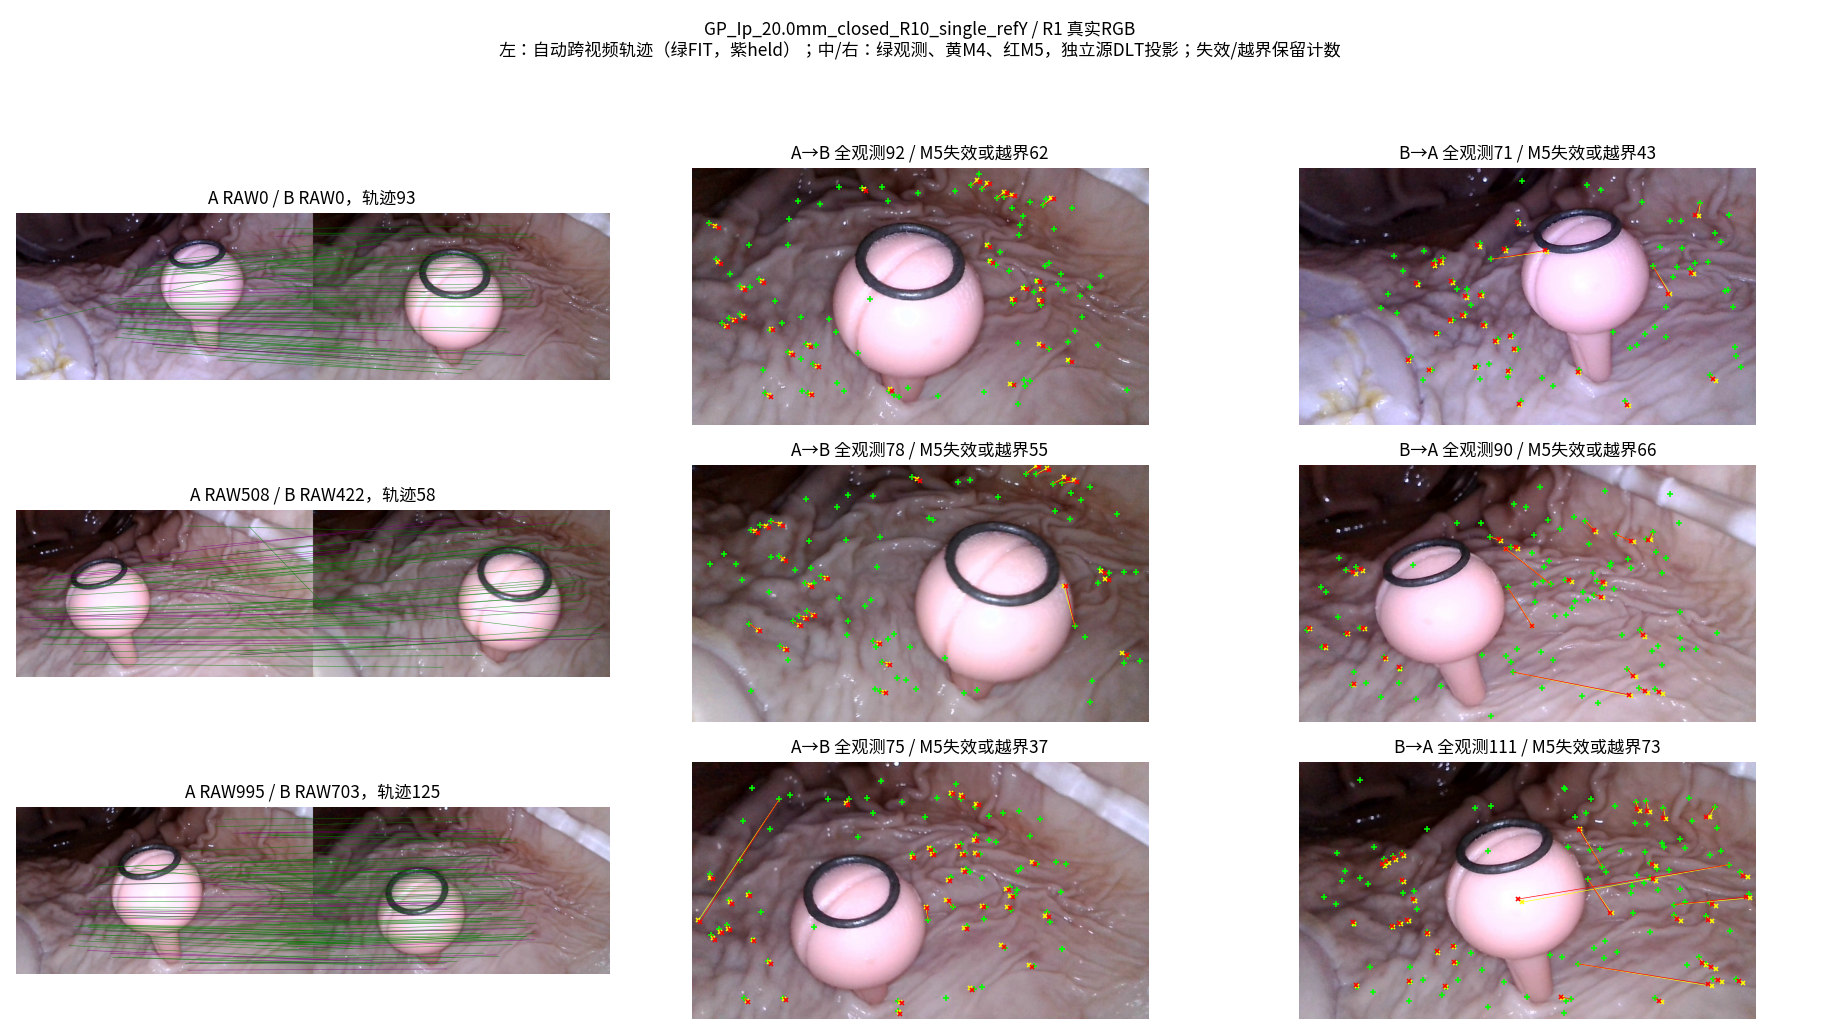 GP_Ip_20.0mm_closed_R10_single_refY / R1 真实RGB
左：自动跨视频轨迹（绿FIT，紫held）；中/右：绿观测、黄M4、红M5，独立源DLT投影；失效/越界保留计数
A RAW0 / B RAW0，轨迹93
A→B 全观测92 / M5失效或越界62
B→A 全观测71 / M5失效或越界43
A RAW508 / B RAW422，轨迹58
A→B 全观测78 / M5失效或越界55
B→A 全观测90 / M5失效或越界66
A RAW995 / B RAW703，轨迹125
A→B 全观测75 / M5失效或越界37
B→A 全观测111 / M5失效或越界73